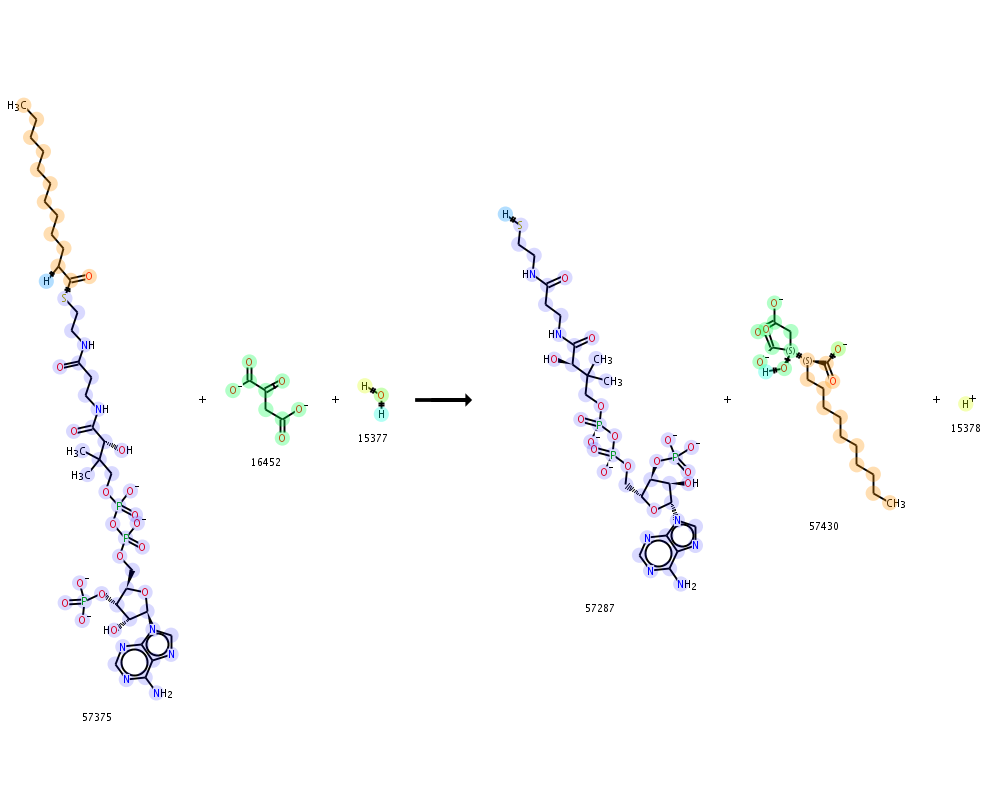 H3C
H
O
S
NH
O
NH
O
OH
H3C
H3C
O
O-
P
O
O
O-
P
O
O
O-
O
P
O
O-
O
HO
N
N
N
N
NH2
57375
+
O
O-
O
O-
O
16452
+
H
O
H
15377
H
S
HN
O
HN
O
HO
CH3
CH3
O
O
P
O-
O
O
P
O-
O
O-
P
O-
O
O
OH
O
N
N
N
N
NH2
57287
+
O-
O
O
O-
(S)
H
O
(S)
O-
O
CH3
57430
+
H+
15378